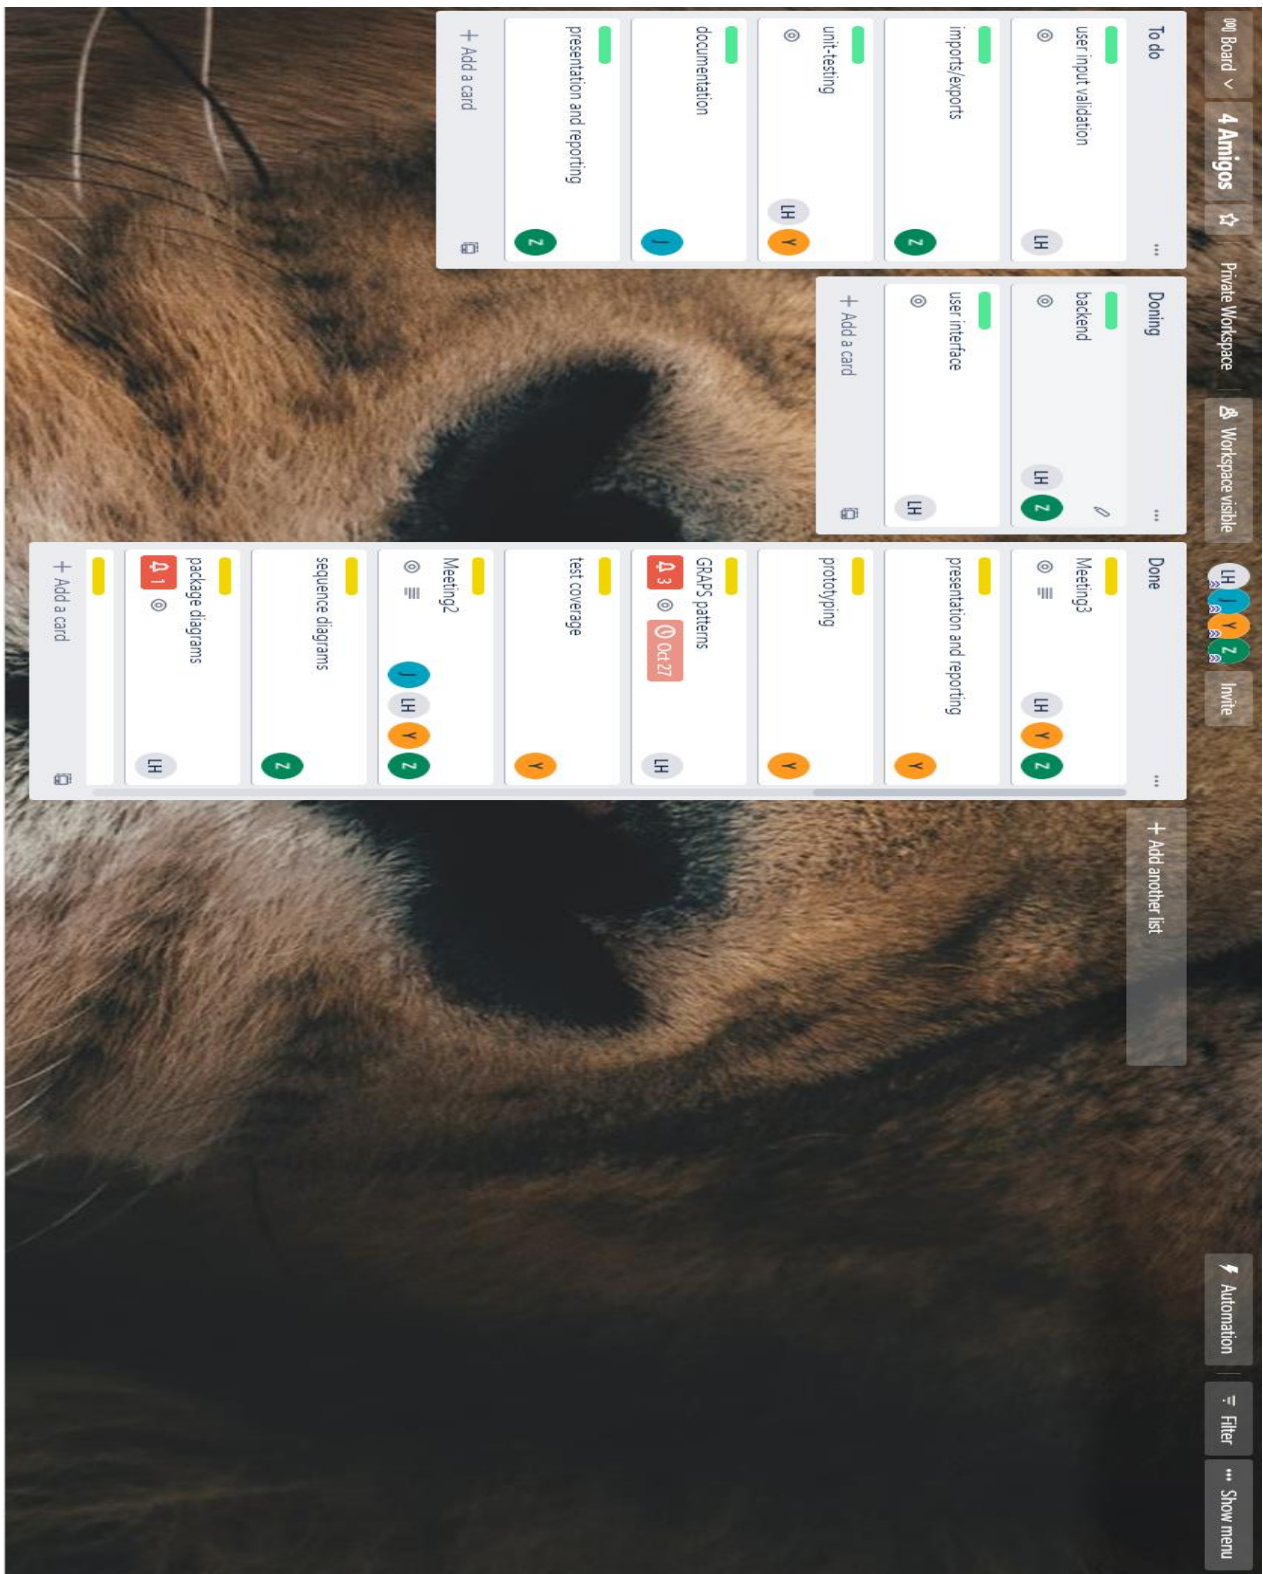 Board
4 Amigos
Private Workspace
Workspace visible
LH J Y Z
Invite
Automation
Filter
Show menu
To do
user input validation
LH
imports/exports
Z
unit-testing
LH Y
documentation
J
presentation and reporting
Z
+ Add a card
Doning
backend
LH Z
user interface
LH
+ Add a card
Done
Meeting3
LH Y Z
presentation and reporting
Y
prototyping
Y
GRAPS patterns
3 Oct 27
LH
test coverage
Y
Meeting2
J LH Y Z
sequence diagrams
Z
package diagrams
1
LH
+ Add a card
+ Add another list